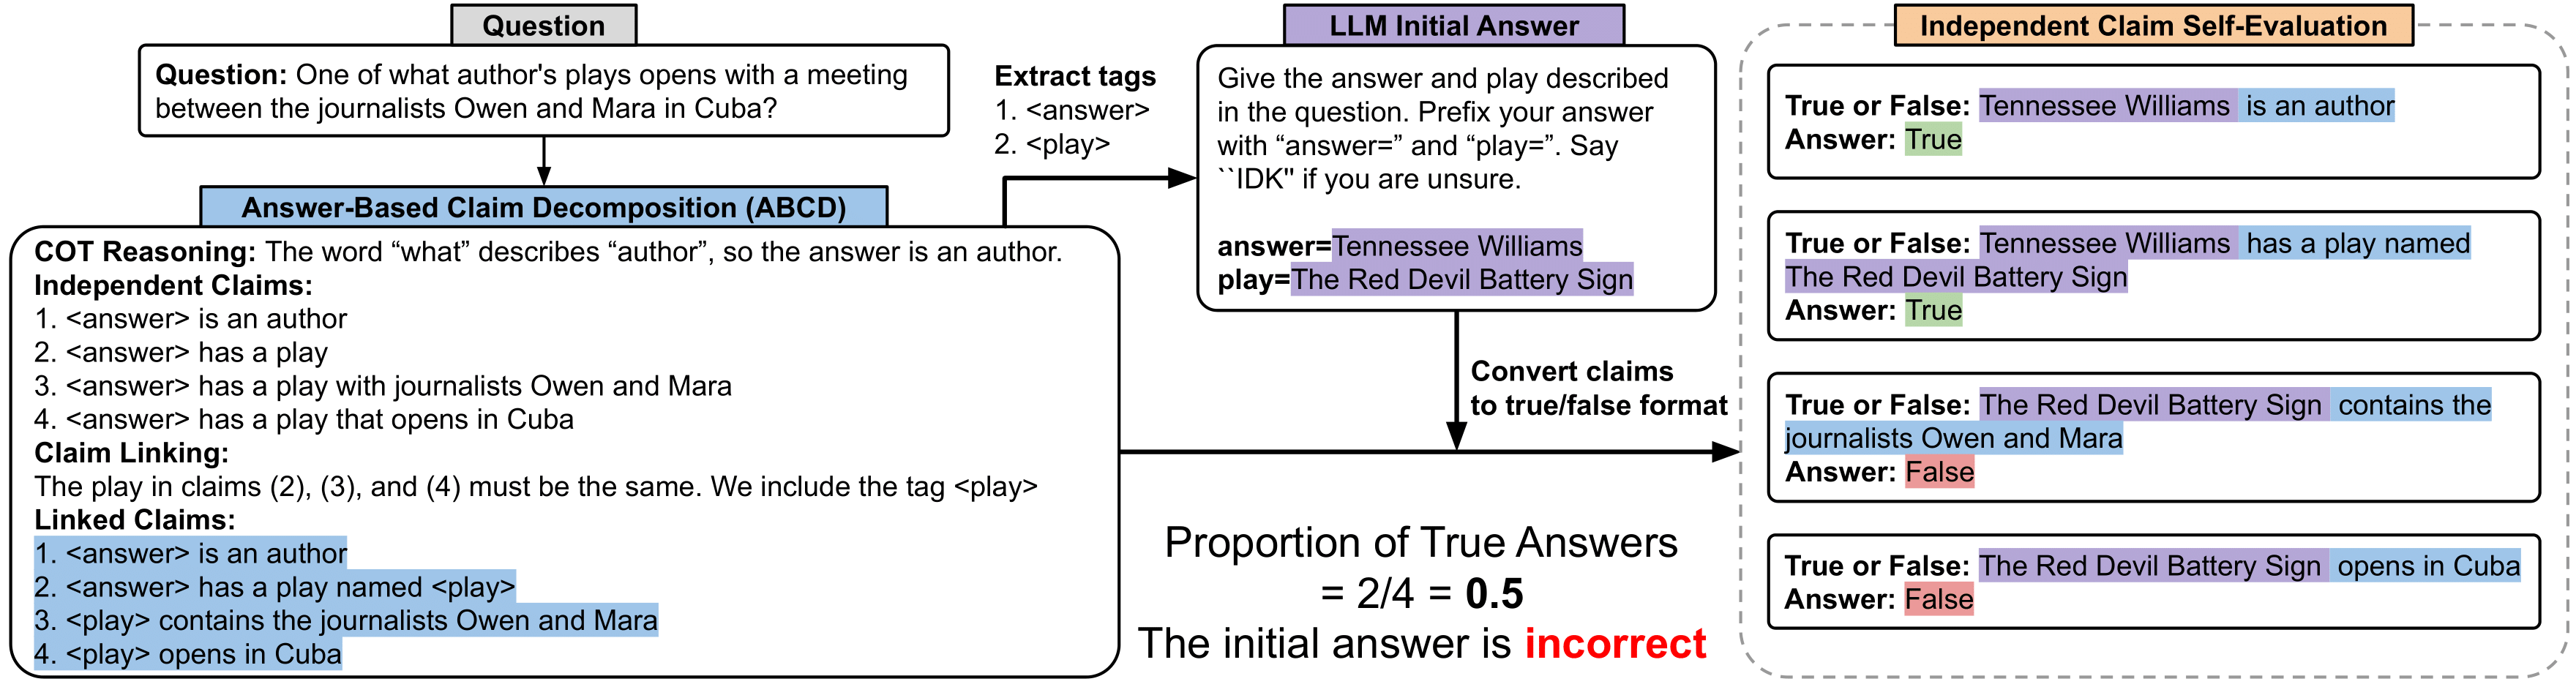 Question
Question: One of what author's plays opens with a meeting
between the journalists Owen and Mara in Cuba?
Answer-Based Claim Decomposition (ABCD)
COT Reasoning: The word “what” describes “author”, so the answer is an author.
Independent Claims:
1. <answer> is an author
2. <answer> has a play
3. <answer> has a play with journalists Owen and Mara
4. <answer> has a play that opens in Cuba
Claim Linking:
The play in claims (2), (3), and (4) must be the same. We include the tag <play>
Linked Claims:
1. <answer> is an author
2. <answer> has a play named <play>
3. <play> contains the journalists Owen and Mara
4. <play> opens in Cuba
Extract tags
1. <answer>
2. <play>
LLM Initial Answer
Give the answer and play described
in the question. Prefix your answer
with “answer=” and “play=”. Say
``IDK" if you are unsure.
answer=Tennessee Williams
play=The Red Devil Battery Sign
Convert claims
to true/false format
Proportion of True Answers
= 2/4 = 0.5
The initial answer is incorrect
Independent Claim Self-Evaluation
True or False: Tennessee Williams is an author
Answer: True
True or False: Tennessee Williams has a play named
The Red Devil Battery Sign
Answer: True
True or False: The Red Devil Battery Sign contains the
journalists Owen and Mara
Answer: False
True or False: The Red Devil Battery Sign opens in Cuba
Answer: False